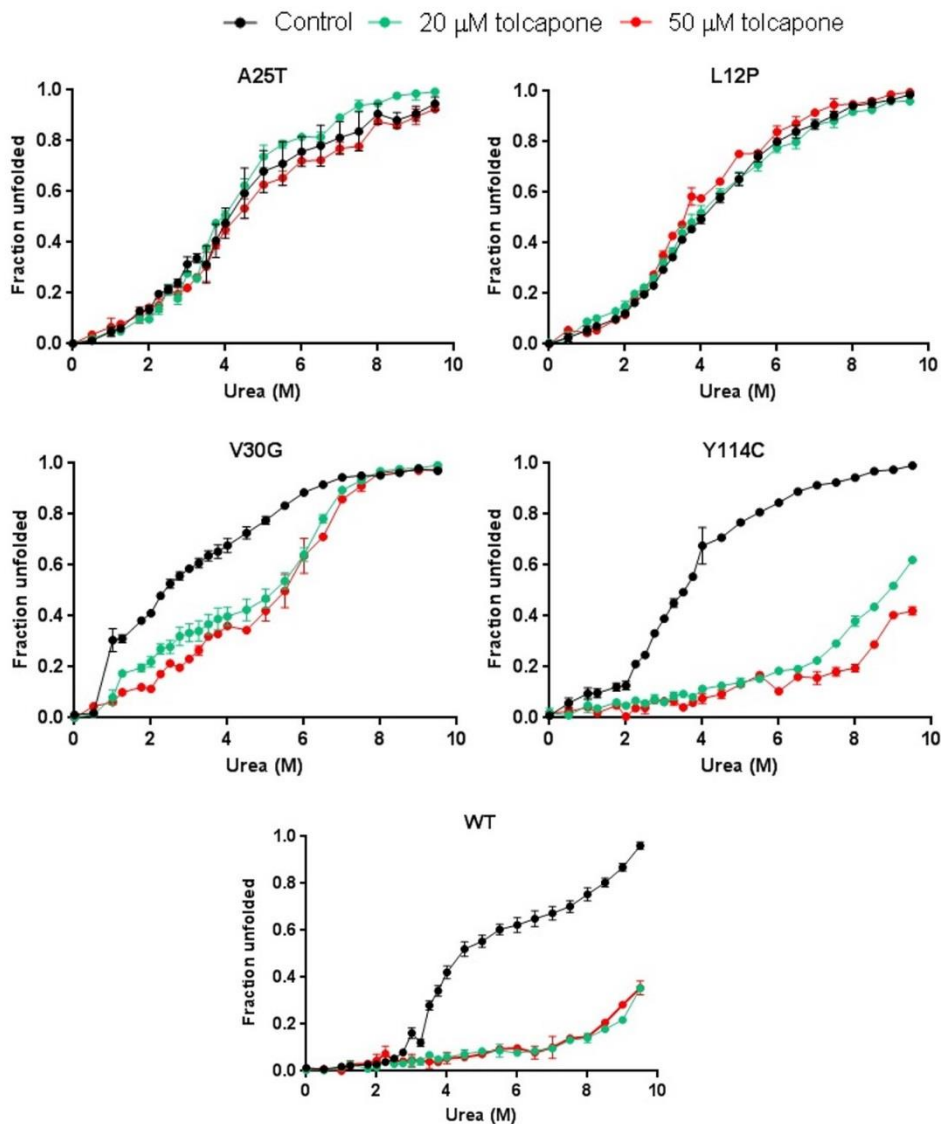 Control 20 μM tolcapone 50 μM tolcapone
A25T
L12P
1.0
0.8
0.6
0.4
0.2
0.0
Fraction unfolded
0 2 4 6 8 10
Urea (M)
1.0
0.8
0.6
0.4
0.2
0.0
Fraction unfolded
0 2 4 6 8 10
Urea (M)
V30G
Y114C
1.0
0.8
0.6
0.4
0.2
0.0
Fraction unfolded
0 2 4 6 8 10
Urea (M)
1.0
0.8
0.6
0.4
0.2
0.0
Fraction unfolded
0 2 4 6 8 10
Urea (M)
WT
1.0
0.8
0.6
0.4
0.2
0.0
Fraction unfolded
0 2 4 6 8 10
Urea (M)